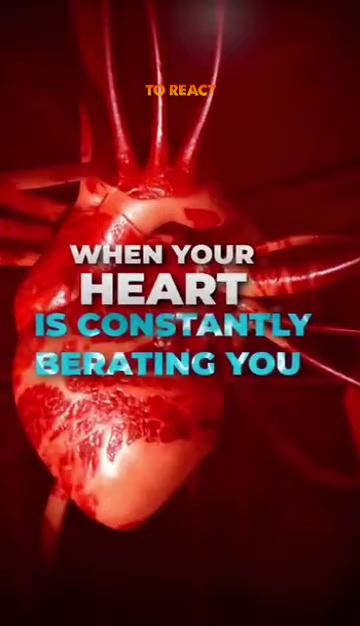 TO REACT
WHEN YOUR
HEART
IS CONSTANTLY
BERATING YOU